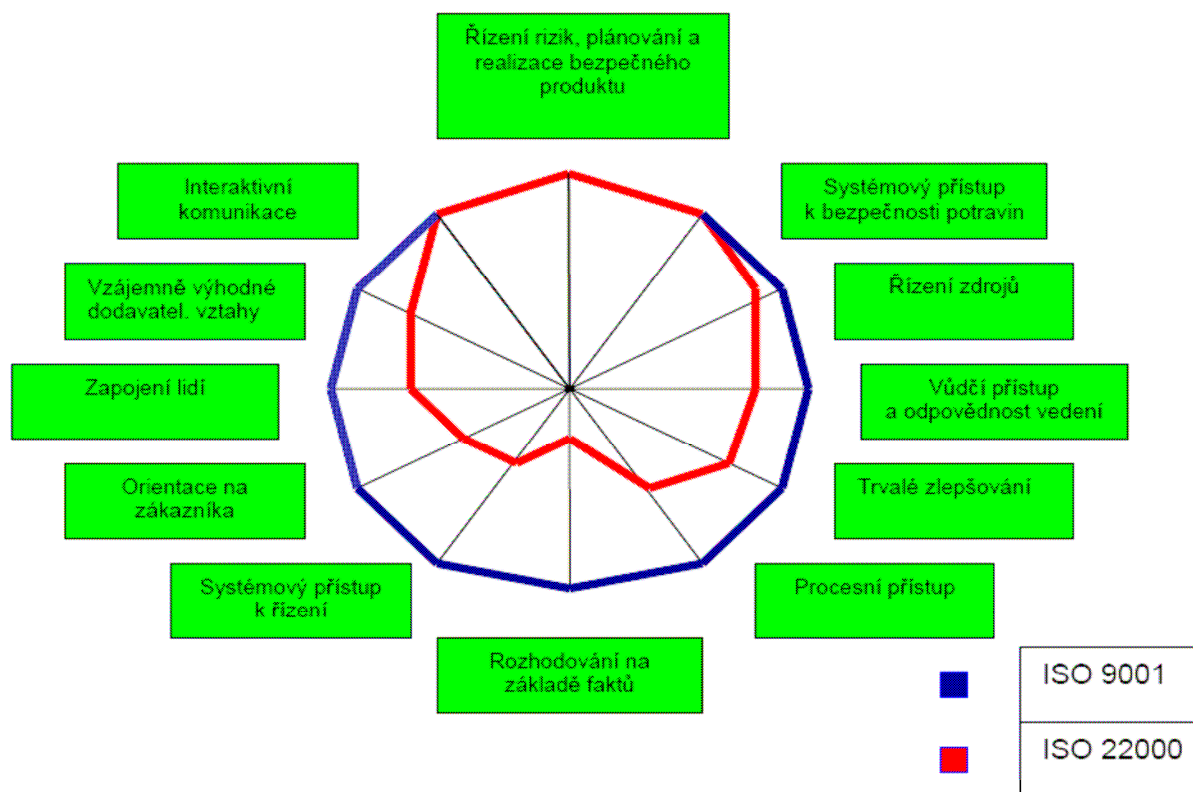 Řízení rizik, plánování a
realizace bezpečného
produktu
Interaktivní
komunikace
Systémový přístup
k bezpečnosti potravin
Vzájemně výhodné
dodavatel. vztahy
Řízení zdrojů
Zapojení lidí
Vůdčí přístup
a odpovědnost vedení
Orientace na
zákazníka
Trvalé zlepšování
Systémový přístup
k řízení
Procesní přístup
Rozhodování na
základě faktů
ISO 9001
ISO 22000